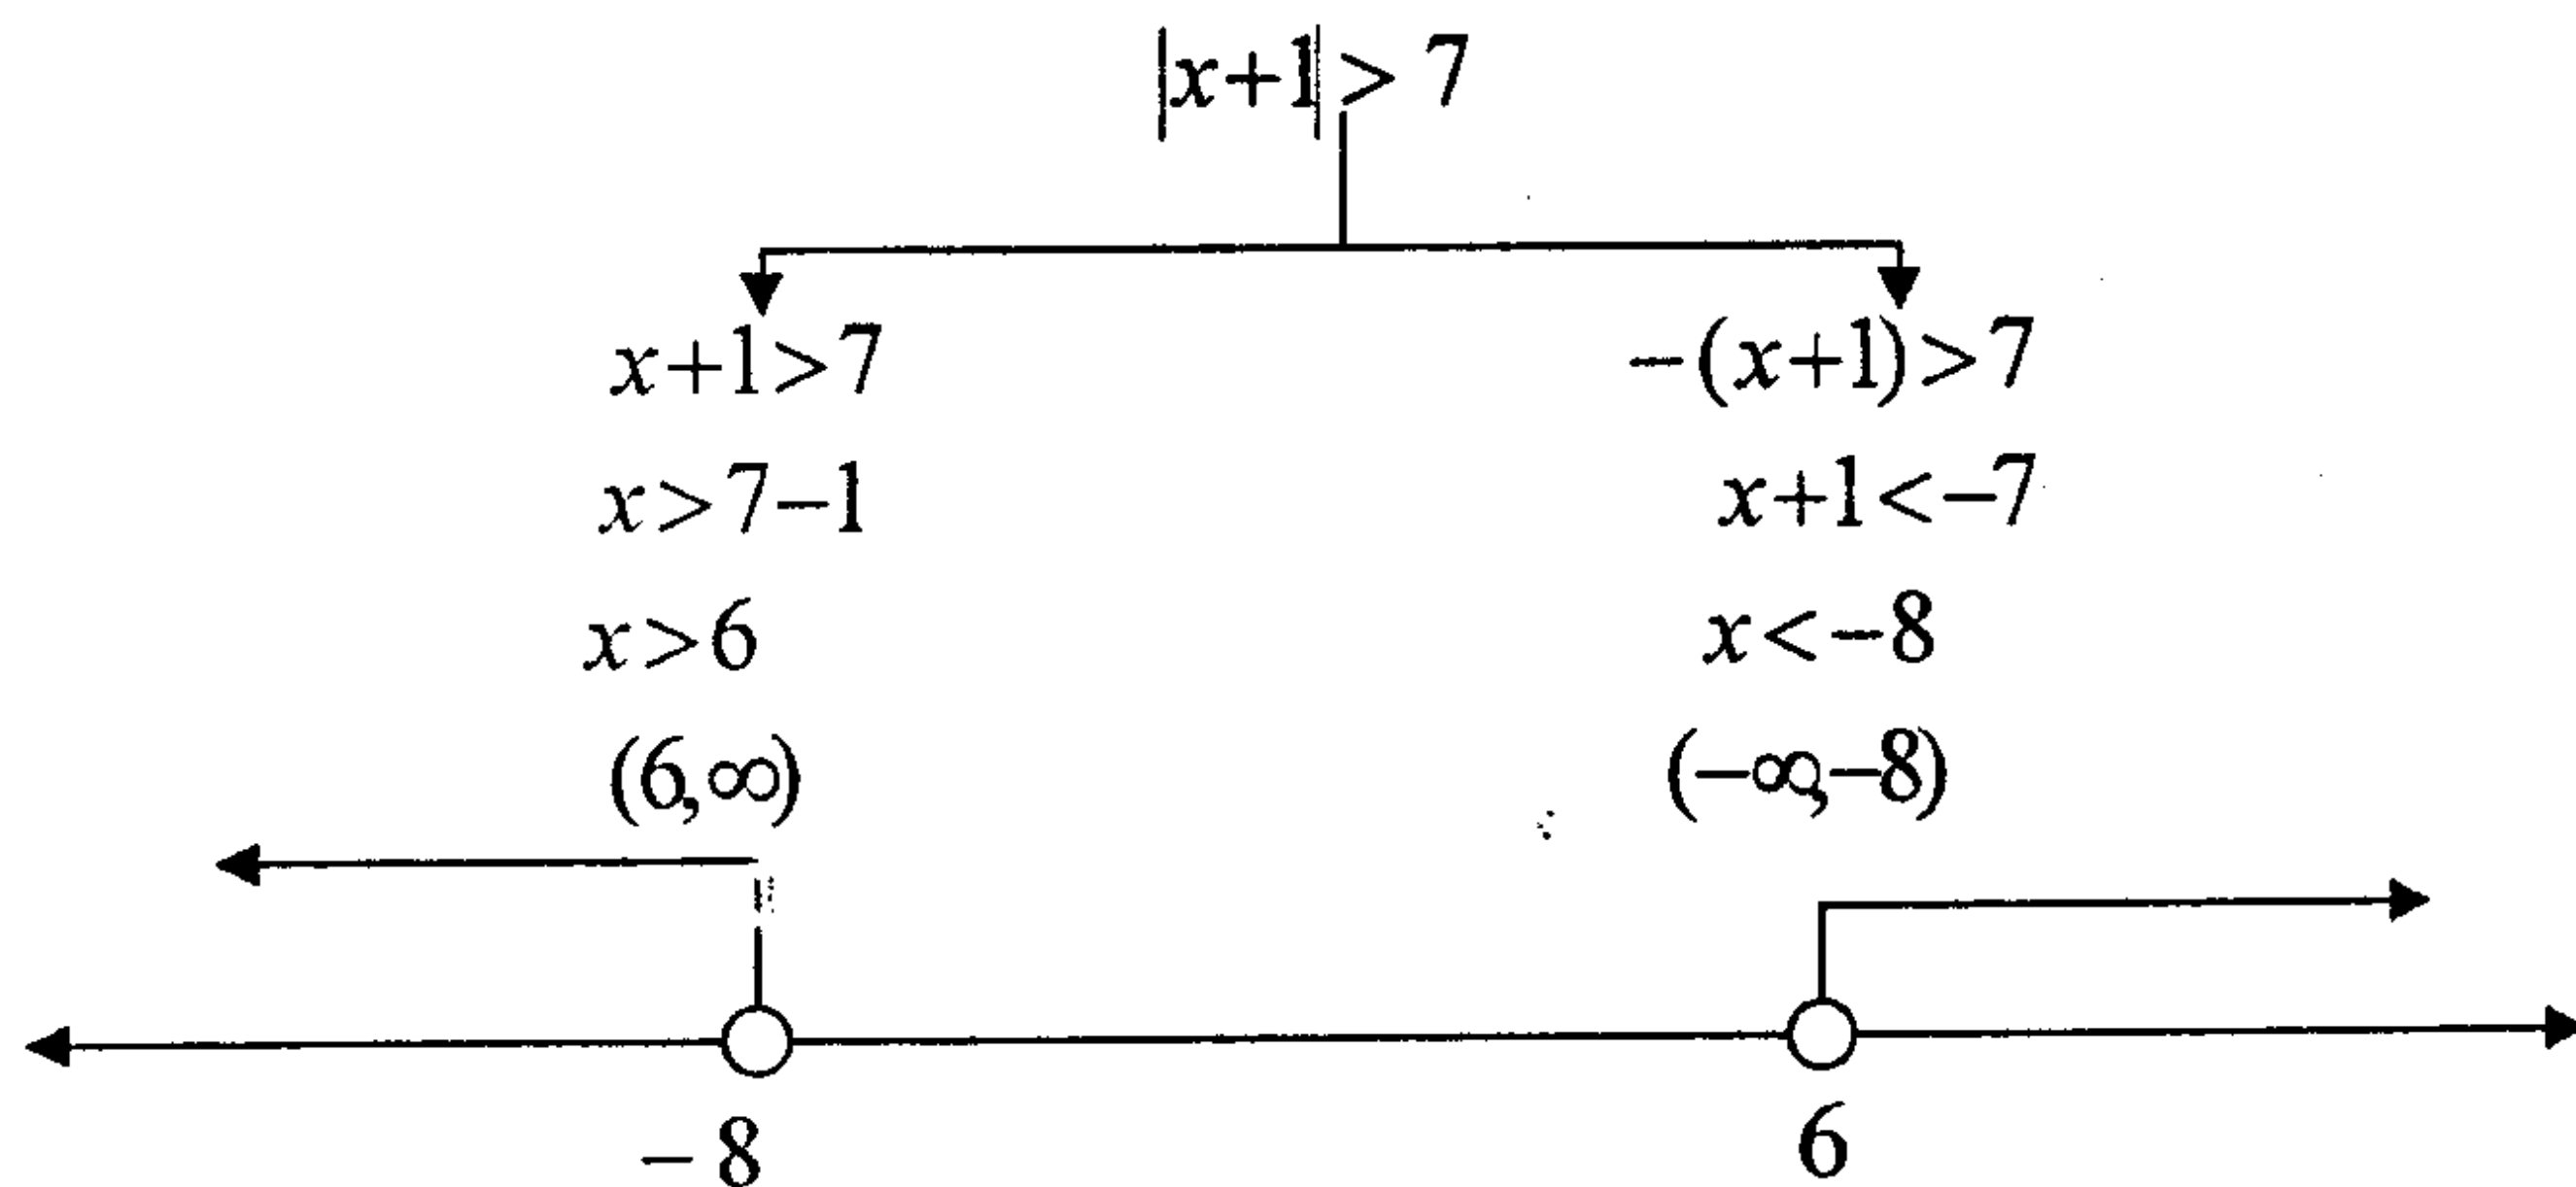 |x+1| > 7
x+1>7
x>7−1
x>6
(6,∞)
−(x+1)>7
x+1<−7
x<−8
(−∞,−8)
−8
6